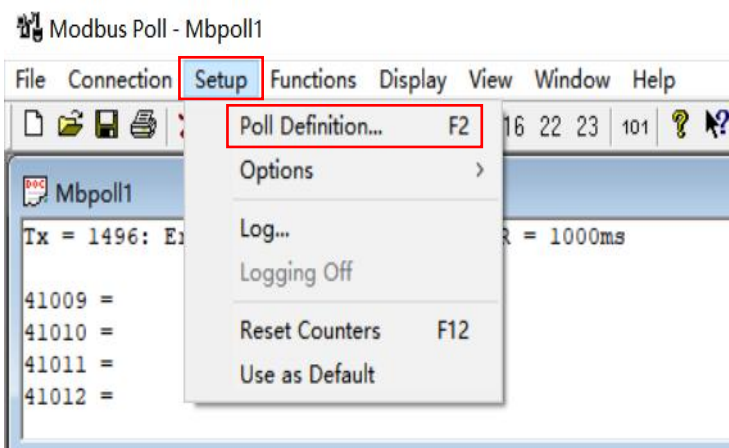 Modbus Poll - Mbpoll1
File Connection Setup Functions Display View Window Help
Poll Definition... F2
16 22 23 101
Options
Mbpoll1
Log...
Tx = 1496: = 1000ms
Logging Off
41009 =
Reset Counters F12
41010 =
41011 =
Use as Default
41012 =